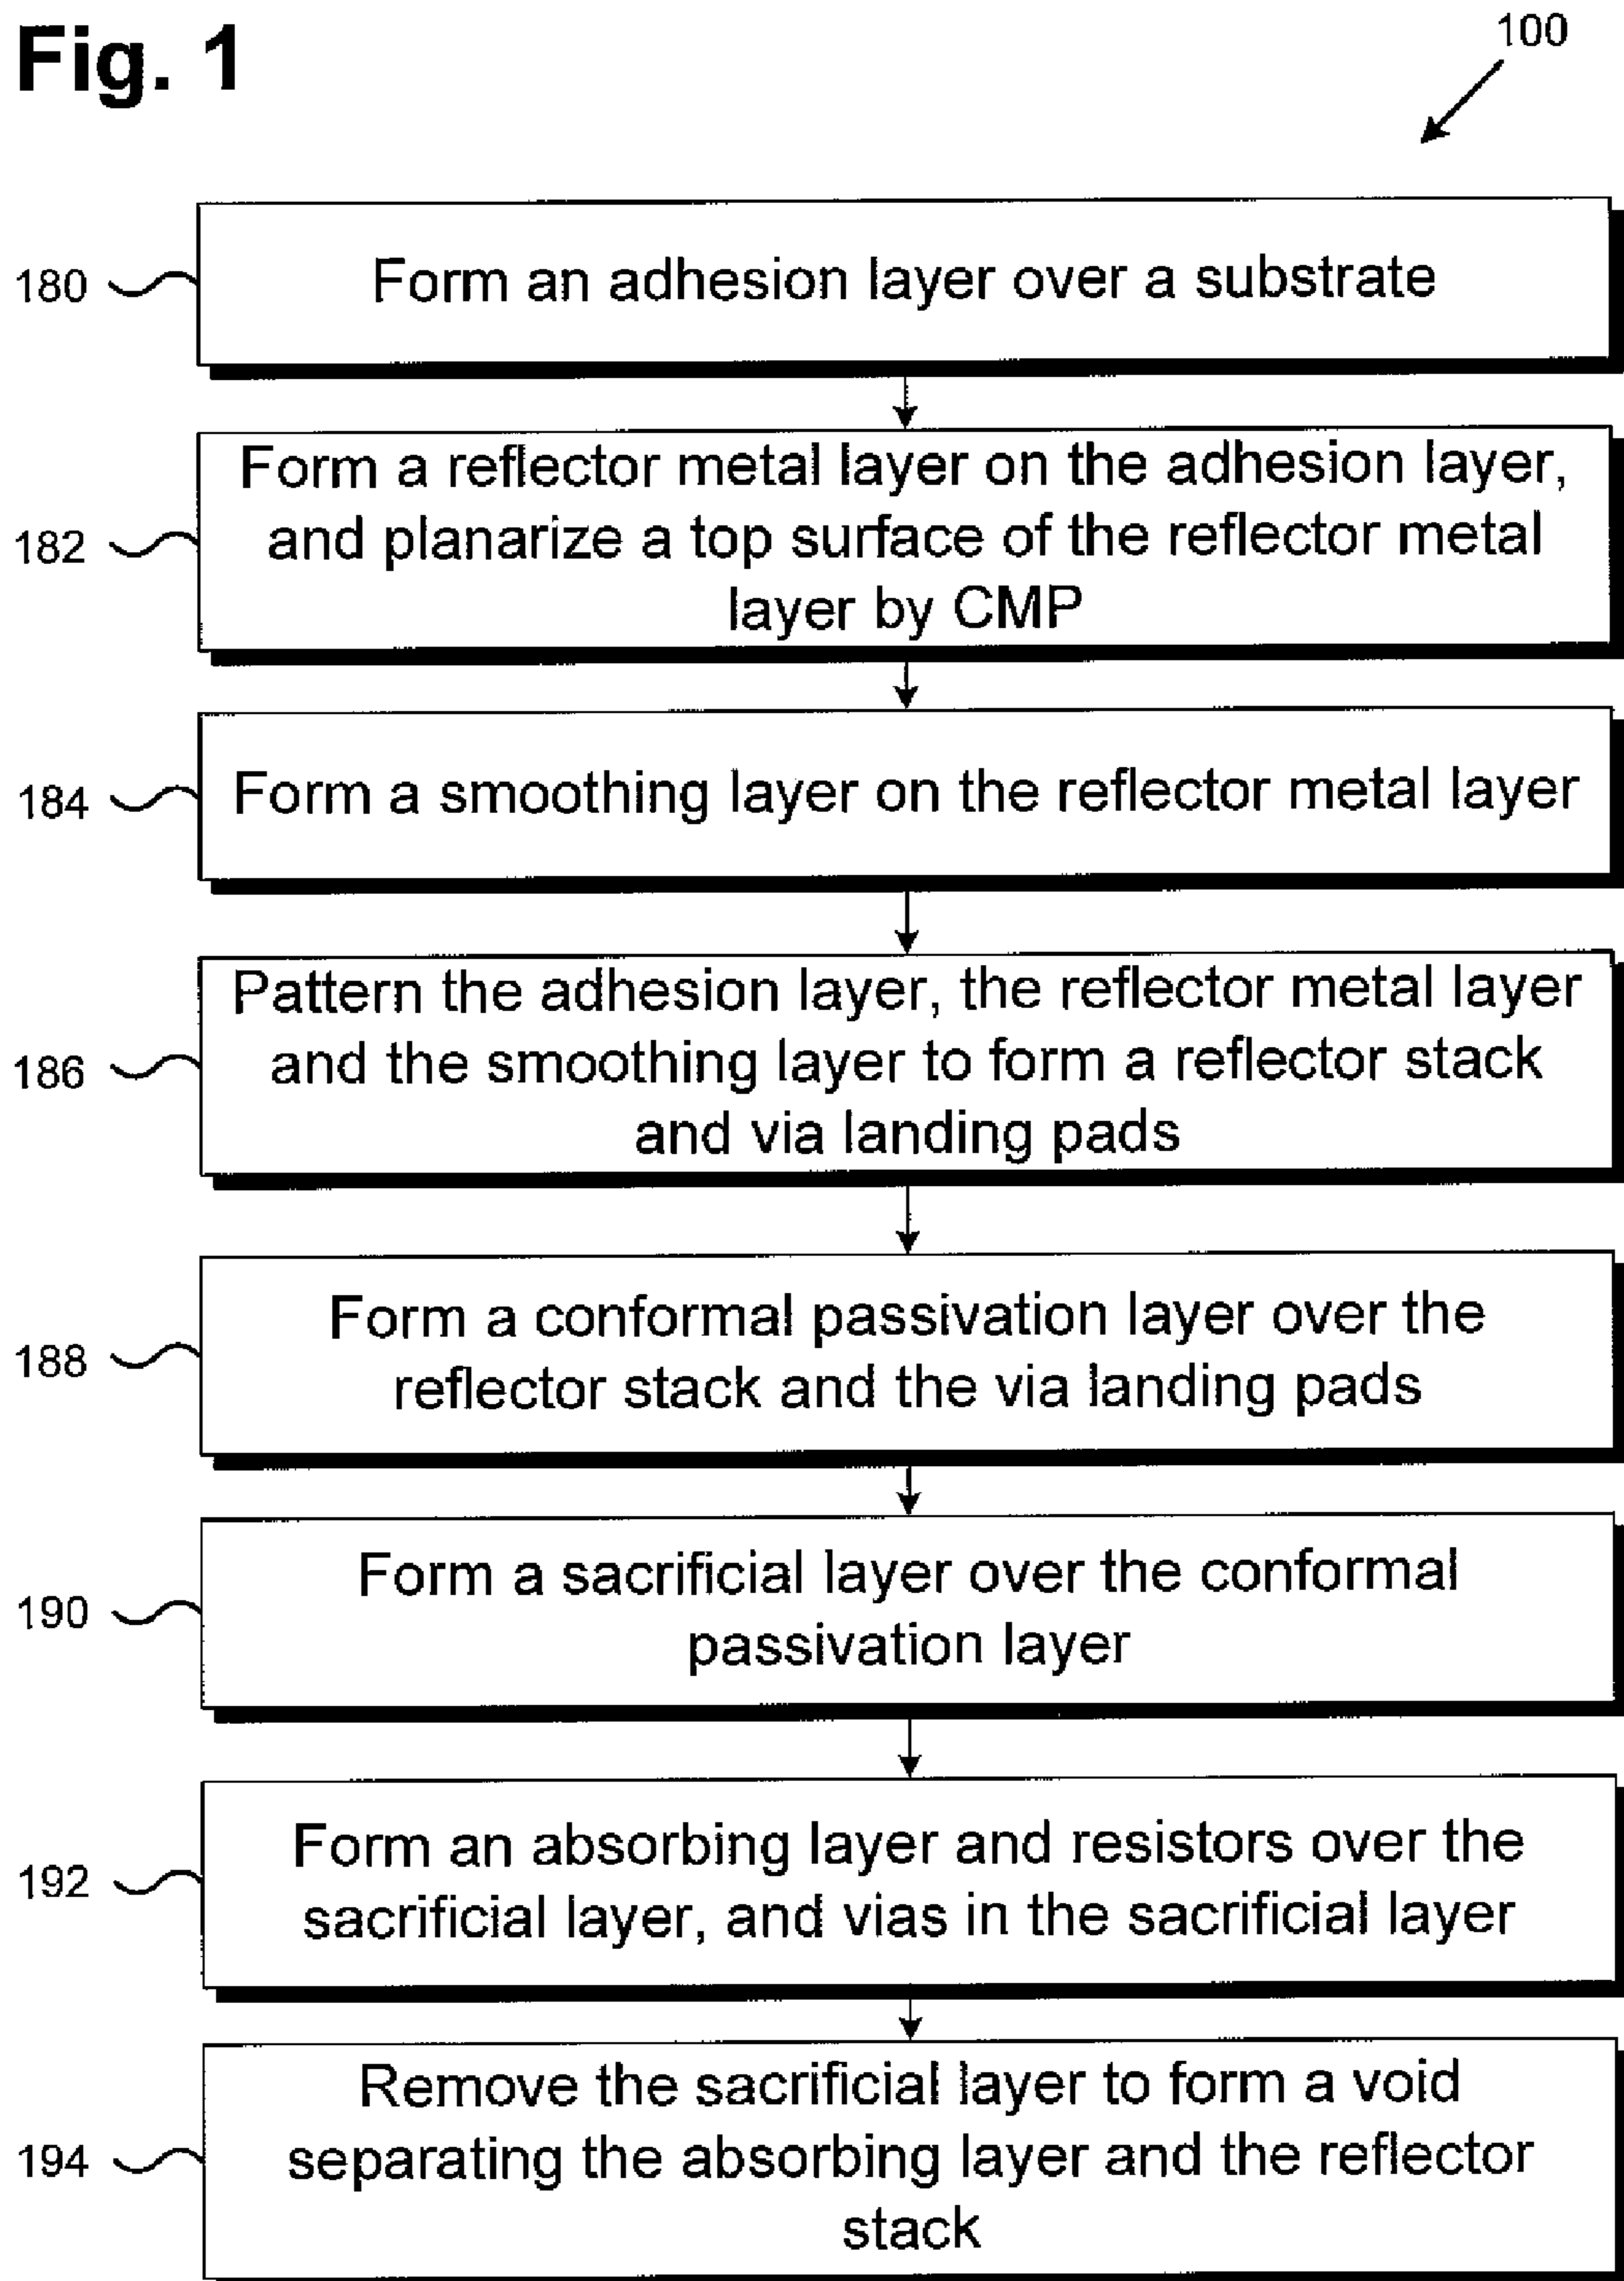 Fig. 1
100
180
Form an adhesion layer over a substrate
182
Form a reflector metal layer on the adhesion layer,
and planarize a top surface of the reflector metal
layer by CMP
184
Form a smoothing layer on the reflector metal layer
186
Pattern the adhesion layer, the reflector metal layer
and the smoothing layer to form a reflector stack
and via landing pads
188
Form a conformal passivation layer over the
reflector stack and the via landing pads
190
Form a sacrificial layer over the conformal
passivation layer
192
Form an absorbing layer and resistors over the
sacrificial layer, and vias in the sacrificial layer
194
Remove the sacrificial layer to form a void
separating the absorbing layer and the reflector
stack